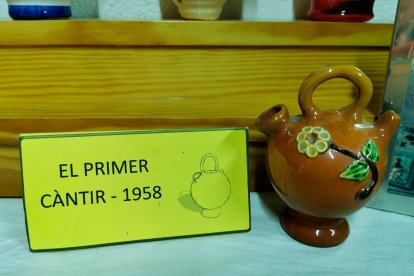 EL PRIMER
CÀNTIR - 1958